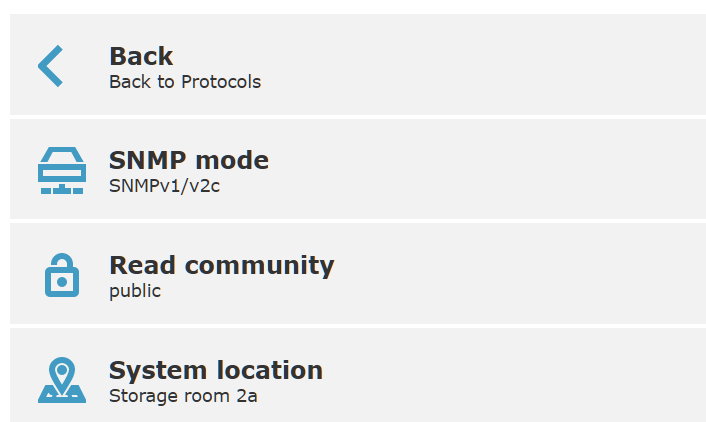 Back
Back to Protocols
SNMP mode
SNMPv1/v2c
Read community
public
System location
Storage room 2a